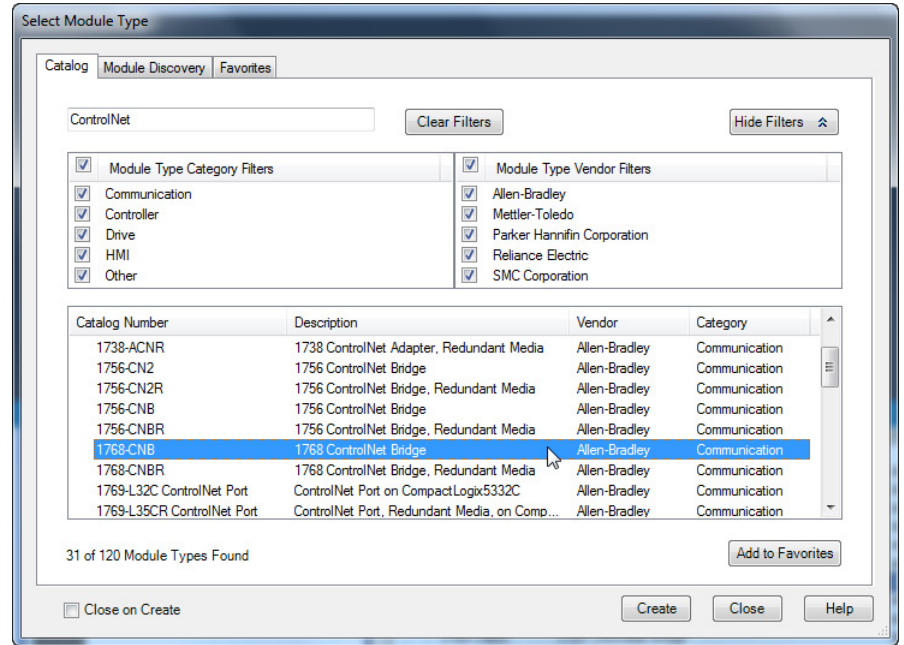 Select Module Type
Catalog Module Discovery Favorites
ControlNet Clear Filters Hide Filters
Module Type Category Filters Module Type Vendor Filters
Communication Allen-Bradley
Controller Mettler-Toledo
Drive Parker Hannifin Corporation
HMI Reliance Electric
Other SMC Corporation
Catalog Number Description Vendor Category
1738-ACNR 1738 ControlNet Adapter, Redundant Media Allen-Bradley Communication
1756-CN2 1756 ControlNet Bridge Allen-Bradley Communication
1756-CN2R 1756 ControlNet Bridge, Redundant Media Allen-Bradley Communication
1756-CNB 1756 ControlNet Bridge Allen-Bradley Communication
1756-CNBR 1756 ControlNet Bridge, Redundant Media Allen-Bradley Communication
1768-CNB 1768 ControlNet Bridge Allen-Bradley Communication
1768-CNBR 1768 ControlNet Bridge, Redundant Media Allen-Bradley Communication
1769-L32C ControlNet Port ControlNet Port on CompactLogix5332C Allen-Bradley Communication
1769-L35CR ControlNet Port ControlNet Port, Redundant Media, on Comp... Allen-Bradley Communication
31 of 120 Module Types Found Add to Favorites
Close on Create Create Close Help